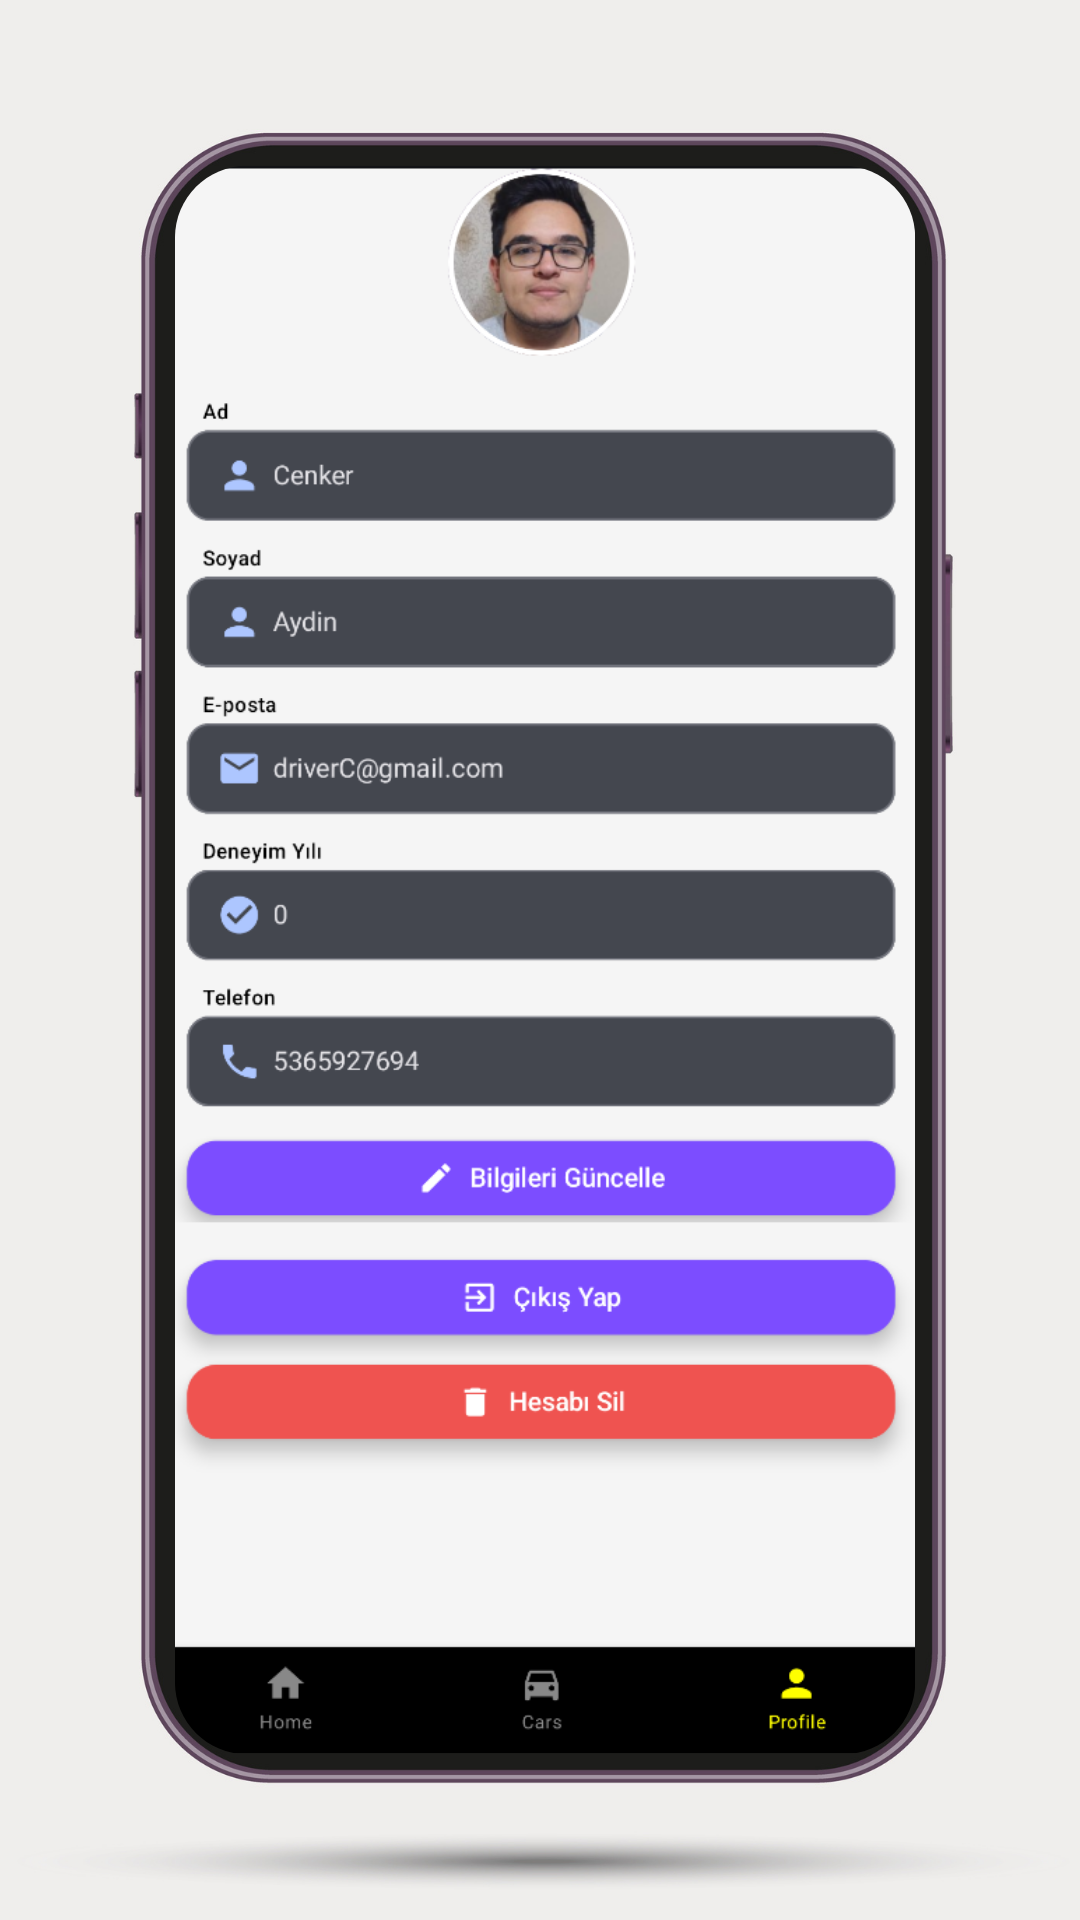 Ad
Cenker
Soyad
Aydin
E-posta
driverC@gmail.com
Deneyim Yılı
0
Telefon
5365927694
Bilgileri Güncelle
Çıkış Yap
Hesabı Sil
Home
Cars
Profile